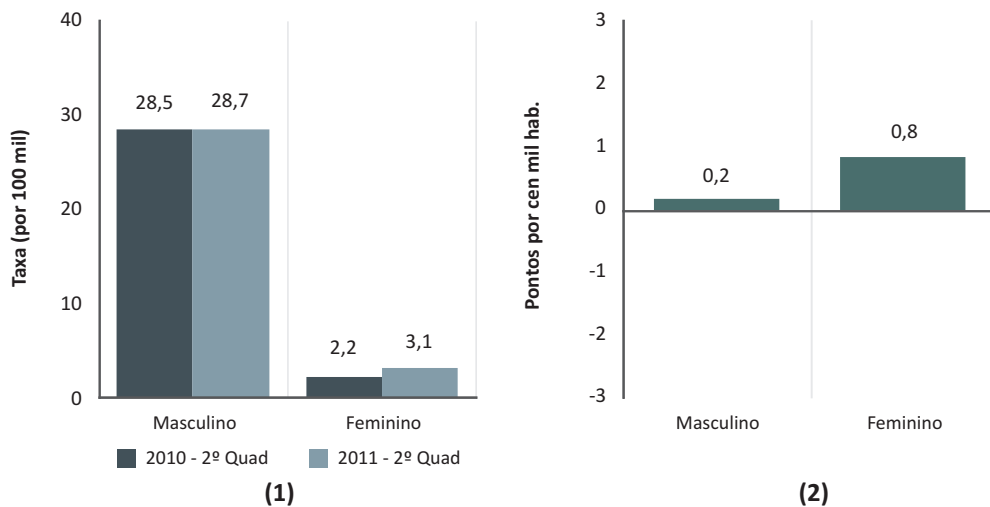 Taxa (por 100 mil)
40
30
20
10
0
28,5
28,7
2,2
3,1
Masculino
Feminino
2010 - 2º Quad
2011 - 2º Quad
(1)
Pontos por cen mil hab.
3
2
1
0
-1
-2
-3
0,2
0,8
Masculino
Feminino
(2)